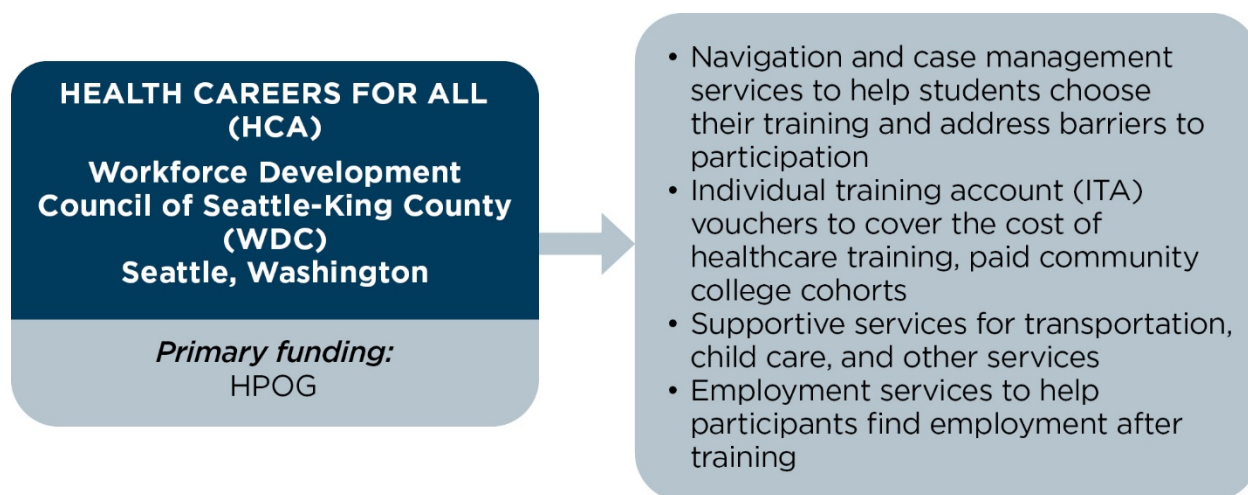 HEALTH CAREERS FOR ALL
(HCA)
Workforce Development
Council of Seattle-King County
(WDC)
Seattle, Washington
Primary funding:
HPOG
• Navigation and case management
services to help students choose
their training and address barriers to
participation
• Individual training account (ITA)
vouchers to cover the cost of
healthcare training, paid community
college cohorts
• Supportive services for transportation,
child care, and other services
• Employment services to help
participants find employment after
training